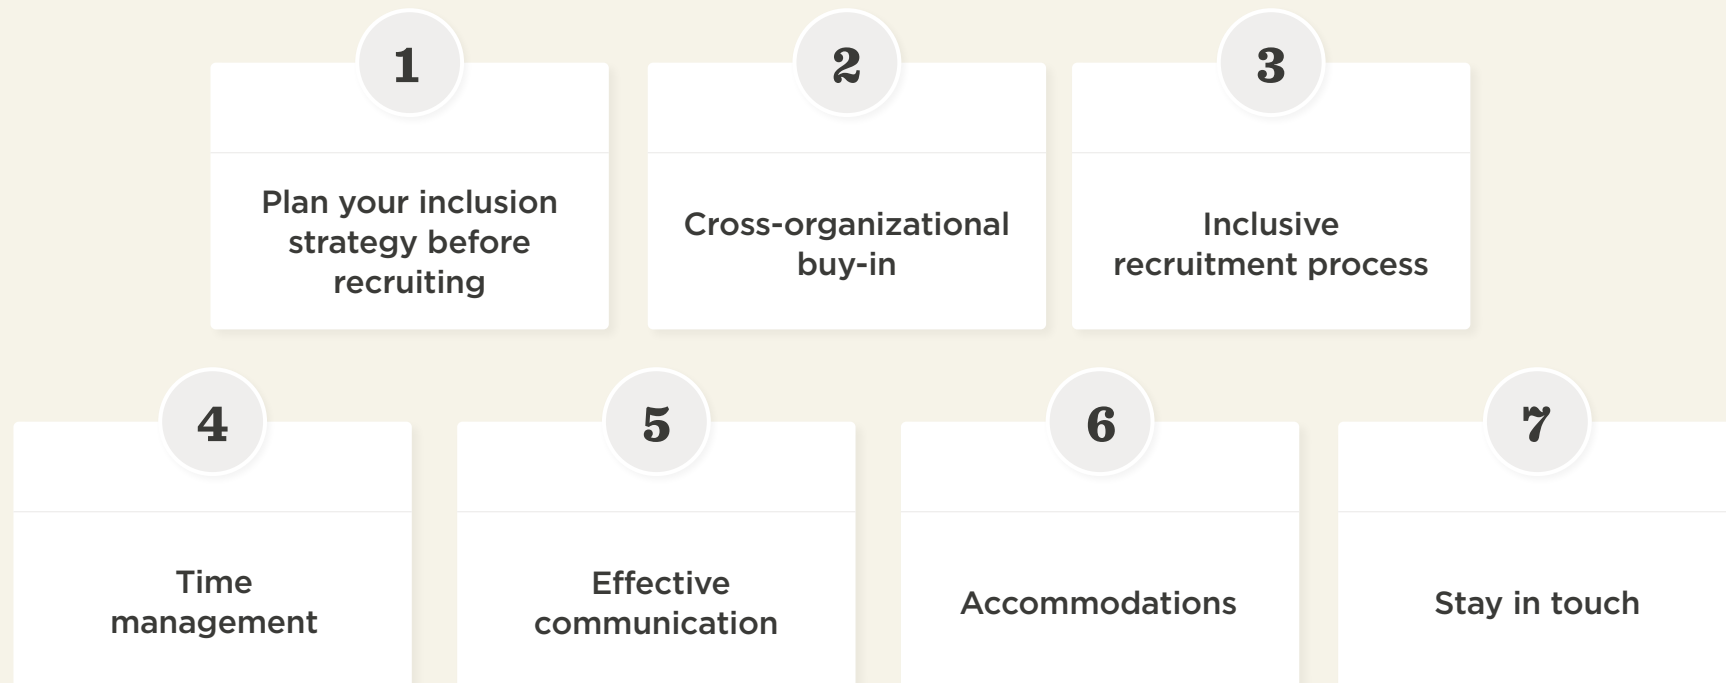 1
Plan your inclusion
strategy before
recruiting
2
Cross-organizational
buy-in
3
Inclusive
recruitment process
4
Time
management
5
Effective
communication
6
Accommodations
7
Stay in touch